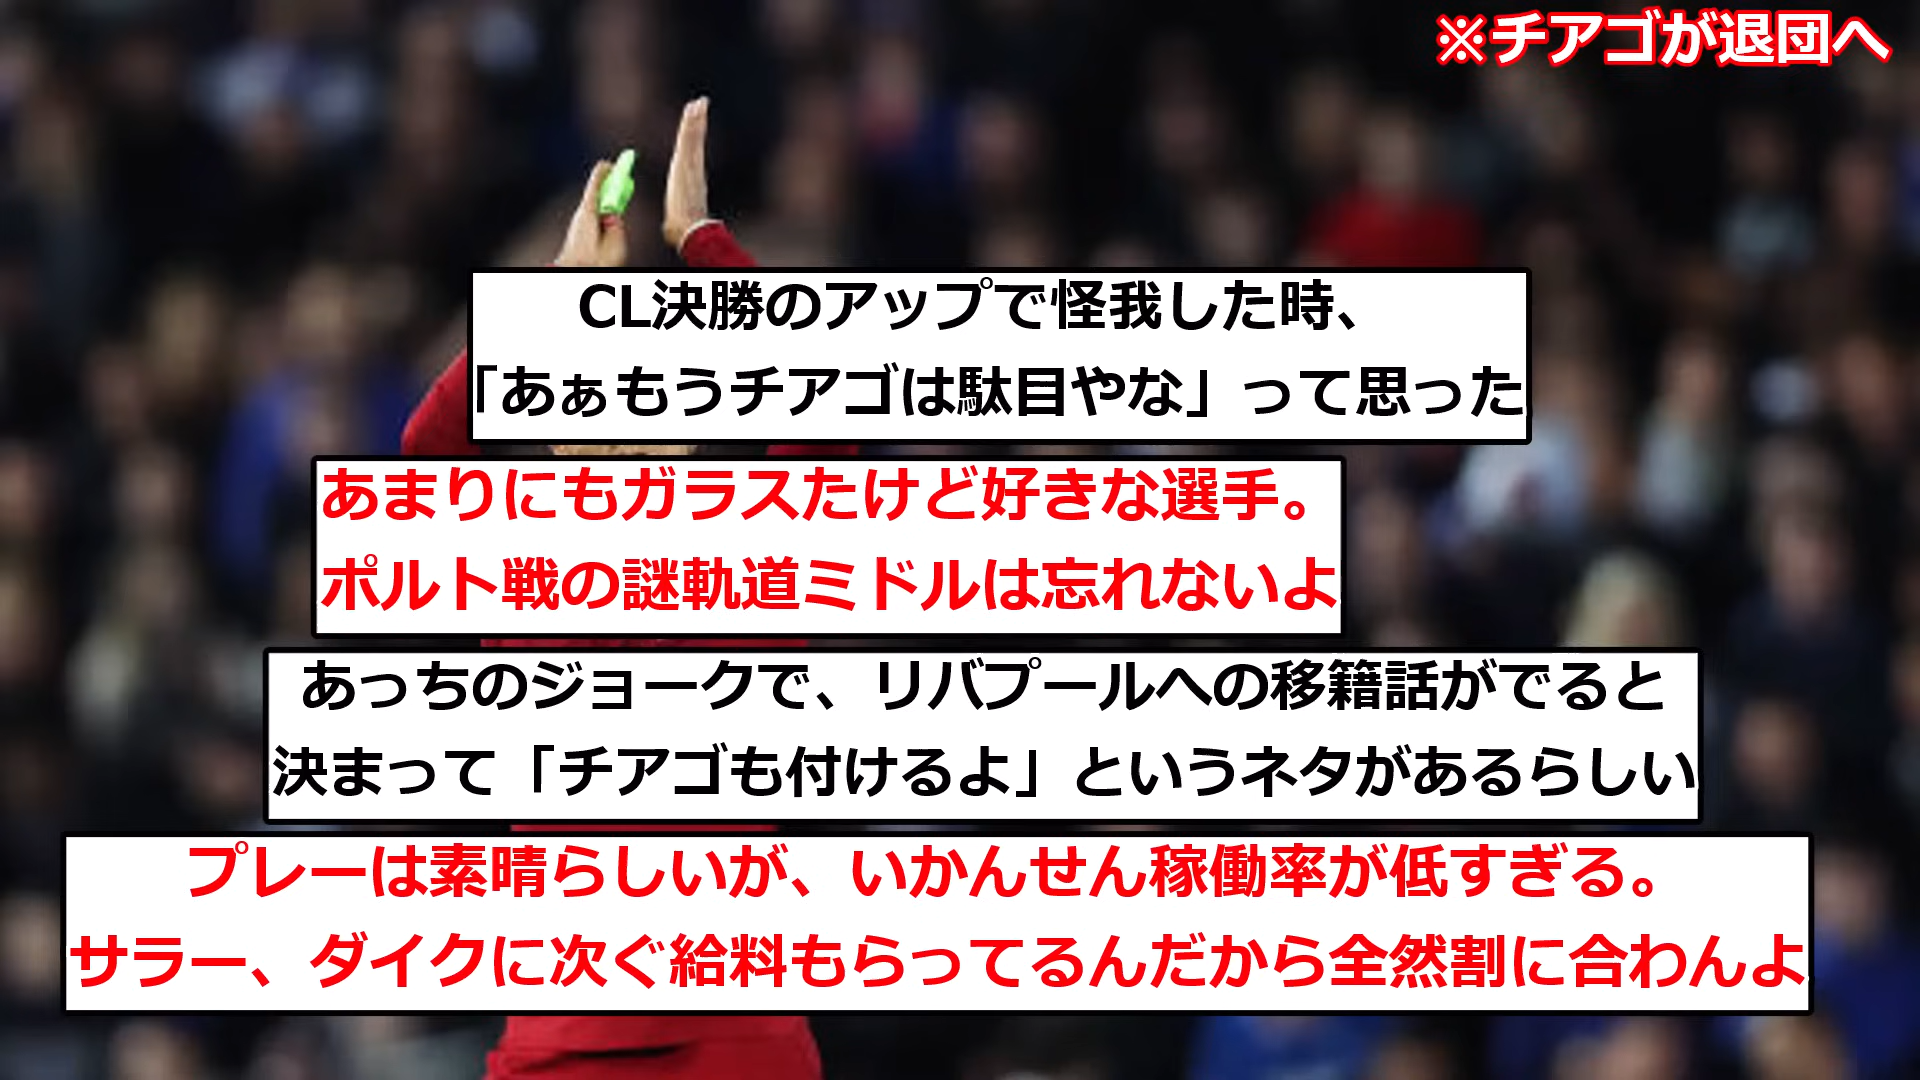 ※チアゴが退団へ
CL決勝のアップで怪我した時、
「あぁもうチアゴは駄目やな」って思った
あまりにもガラスたけど好きな選手。
ポルト戦の謎軌道ミドルは忘れないよ
あっちのジョークで、リバプールへの移籍話がでると
決まって「チアゴも付けるよ」というネタがあるらしい
プレーは素晴らしいが、いかんせん稼働率が低すぎる。
サラー、ダイクに次ぐ給料もらってるんだから全然割に合わんよ